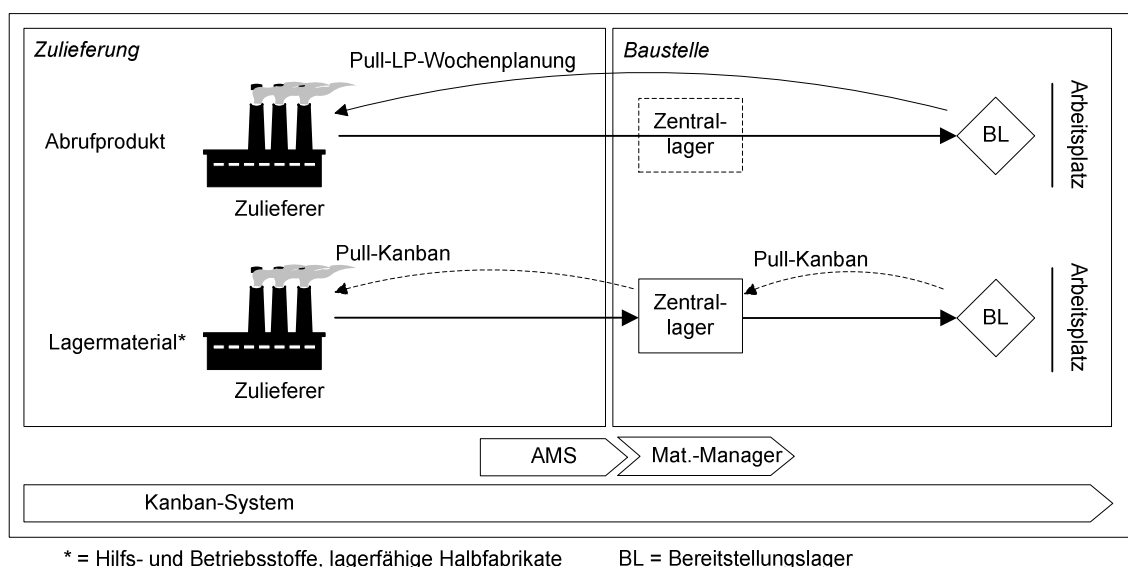 Zulieferung
Baustelle
Pull-LP-Wochenplanung
Abrufprodukt
Zentral-
lager
BL
Arbeitsplatz
Zulieferer
Pull-Kanban
Pull-Kanban
Lagermaterial*
Zentral-
lager
BL
Arbeitsplatz
Zulieferer
AMS
Mat.-Manager
Kanban-System
* = Hilfs- und Betriebsstoffe, lagerfähige Halbfabrikate
BL = Bereitstellungslager